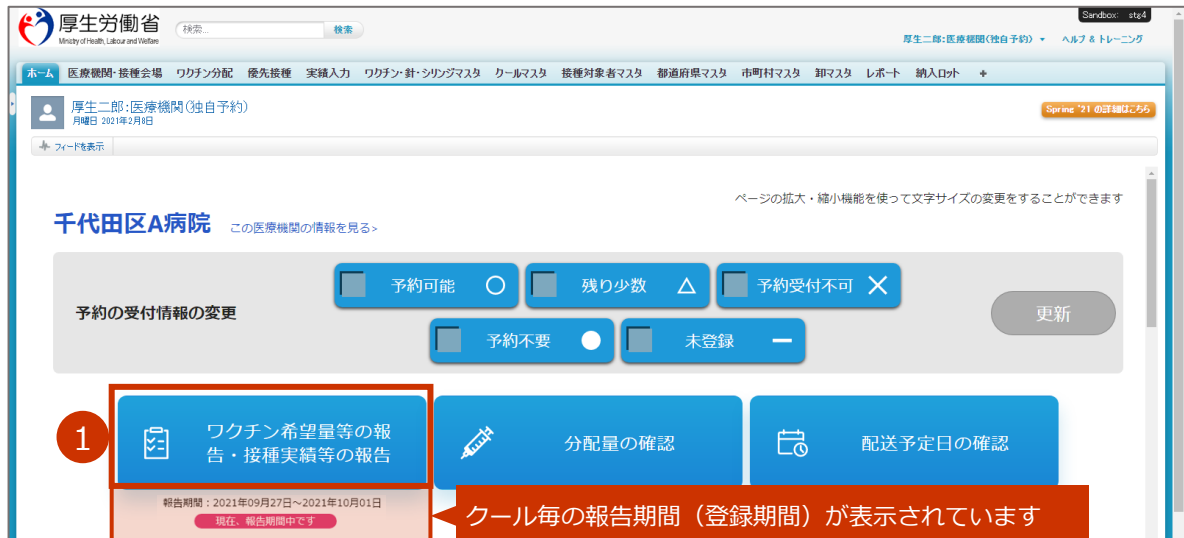 Sandbox: stg4
厚生労働省
Ministry of Health, Labour and Welfare
検索...
検索
厚生二郎:医療機関(独自予約)
ヘルプ & トレーニング
ホーム 医療機関・接種会場 ワクチン分配 優先接種 実績入力 ワクチン・針・シリンジマスタ クールマスタ 接種対象者マスタ 都道府県マスタ 市町村マスタ 卸マスタ レポート 納入ロット +
厚生二郎:医療機関(独自予約)
月曜日 2021年2月8日
Spring '21 の詳細はこちら
フィードを表示
ページの拡大・縮小機能を使って文字サイズの変更をすることができます
千代田区A病院 この医療機関の情報を見る>
予約の受付情報の変更
予約可能 ○
残り少数 △
予約受付不可 ×
予約不要 ●
未登録 ー
更新
1
ワクチン希望量等の報
告・接種実績等の報告
分配量の確認
配送予定日の確認
報告期間:2021年09月27日~2021年10月01日
現在、報告期間中です
クール毎の報告期間(登録期間)が表示されています